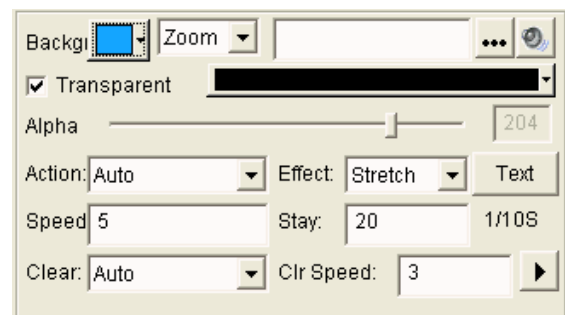 Backgı Zoom ...
Transparent
Alpha 204
Action: Auto Effect: Stretch Text
Speed 5 Stay: 20 1/10S
Clear: Auto Clr Speed: 3